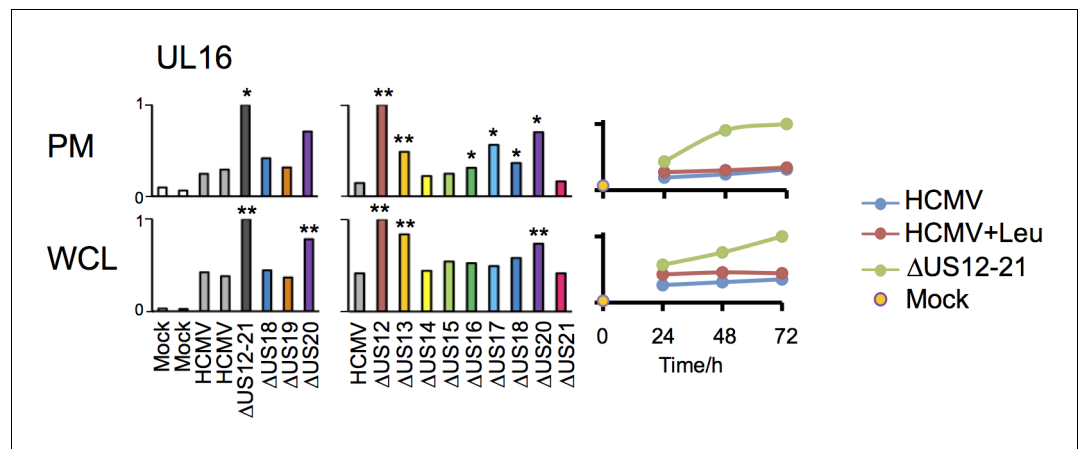 UL16
PM
1
0
* 
** ** * * * *
WCL
1
0
** **
** ** **
Mock
Mock
HCMV
HCMV
ΔUS12-21
ΔUS18
ΔUS19
ΔUS20
HCMV
ΔUS12
ΔUS13
ΔUS14
ΔUS15
ΔUS16
ΔUS17
ΔUS18
ΔUS20
ΔUS21
0 24 48 72
Time/h
HCMV
HCMV+Leu
ΔUS12-21
Mock